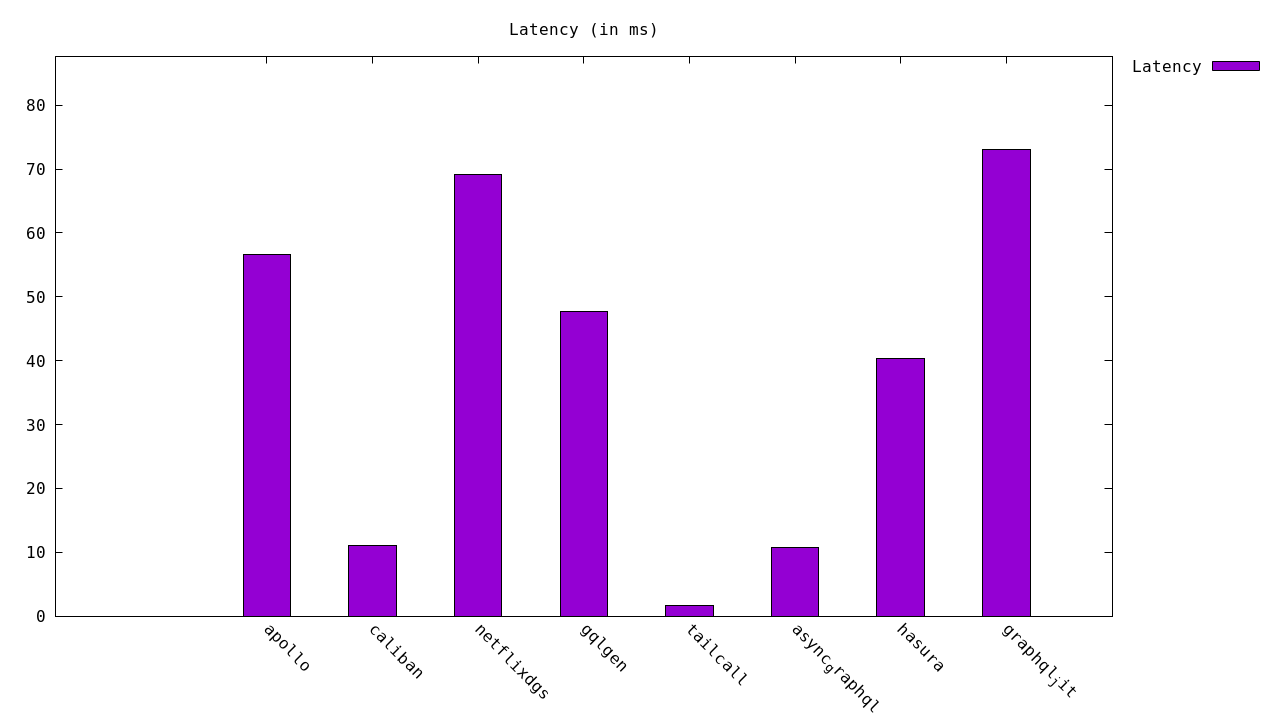 Latency (in ms)
Latency
80
70
60
50
40
30
20
10
0
apollo
caliban
netflixdgs
gqlgen
tailcall
async_graphql
hasura
graphql_jit